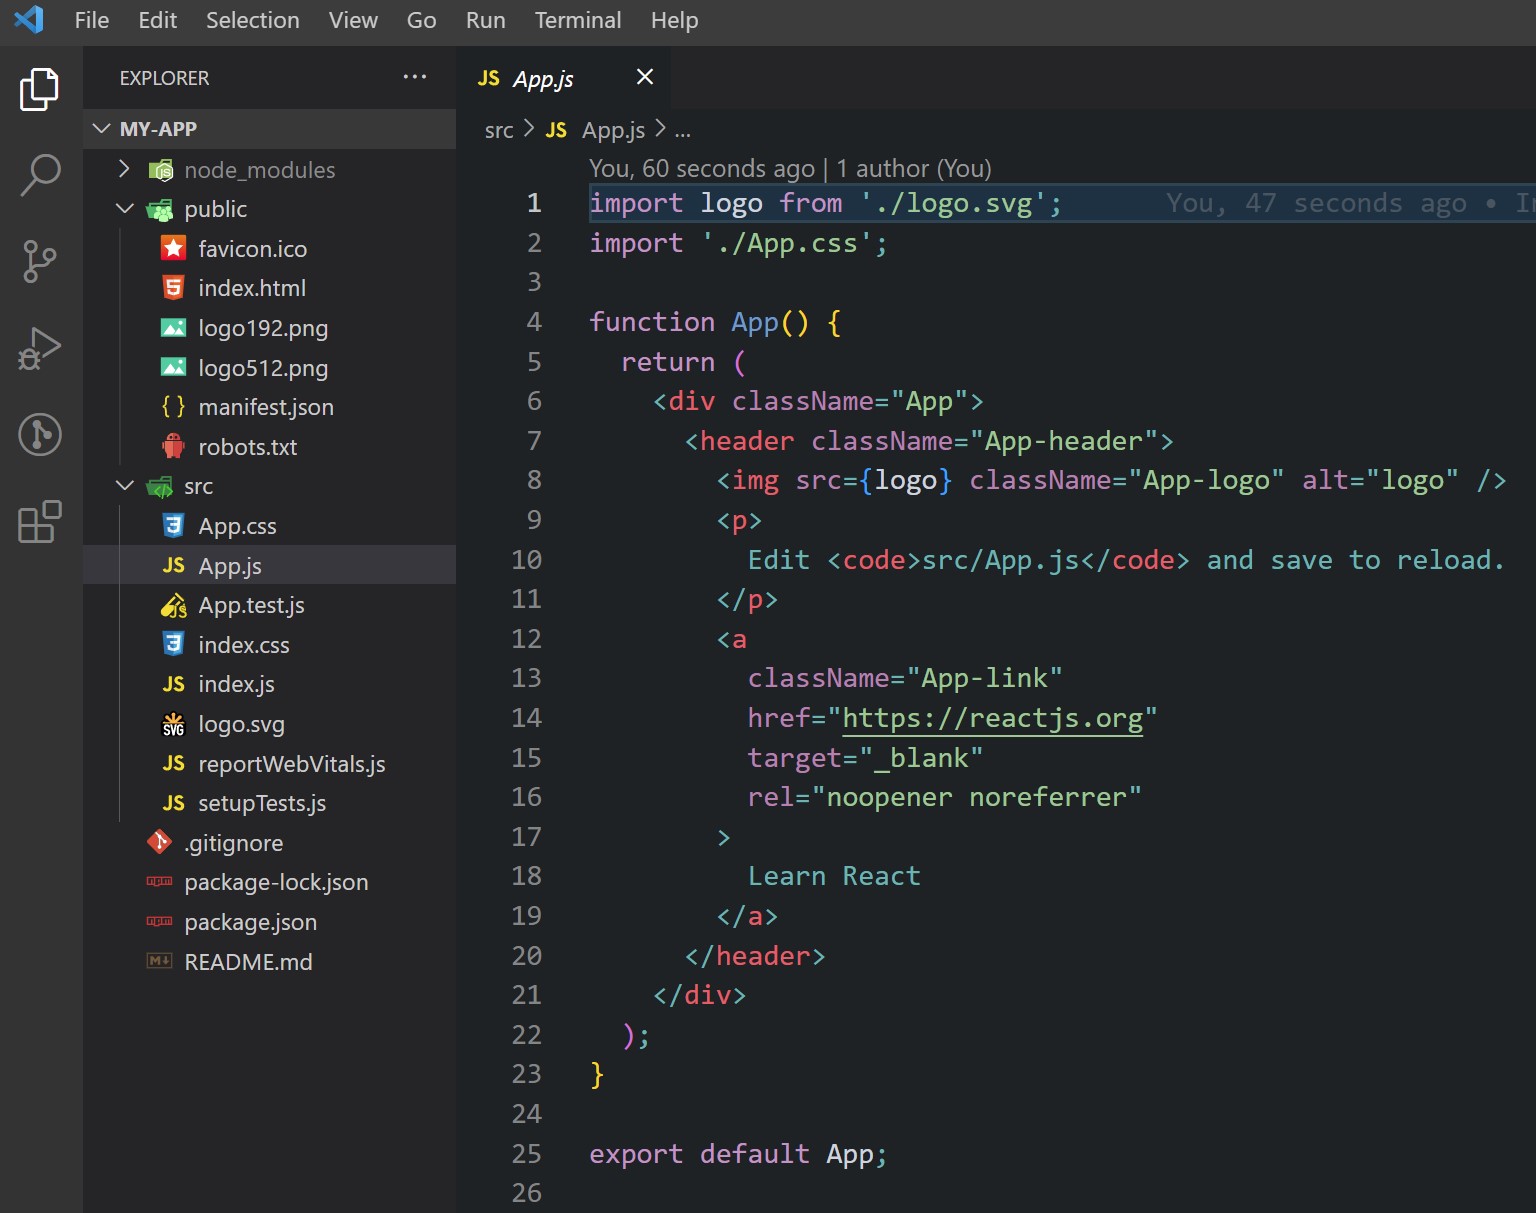 File Edit Selection View Go Run Terminal Help
EXPLORER ...
MY-APP
node_modules
public
favicon.ico
index.html
logo192.png
logo512.png
manifest.json
robots.txt
src
App.css
JS App.js
App.test.js
index.css
JS index.js
SVG logo.svg
JS reportWebVitals.js
JS setupTests.js
.gitignore
package-lock.json
package.json
README.md
JS App.js
src > JS App.js > ...
You, 60 seconds ago | 1 author (You)
1 import logo from './logo.svg'; You, 47 seconds ago •
2 import './App.css';
3
4 function App() {
5   return (
6     <div className="App">
7       <header className="App-header">
8         <img src={logo} className="App-logo" alt="logo" />
9         <p>
10           Edit <code>src/App.js</code> and save to reload.
11         </p>
12         <a
13           className="App-link"
14           href="https://reactjs.org"
15           target="_blank"
16           rel="noopener noreferrer"
17         >
18           Learn React
19         </a>
20       </header>
21     </div>
22   );
23 }
24
25 export default App;
26